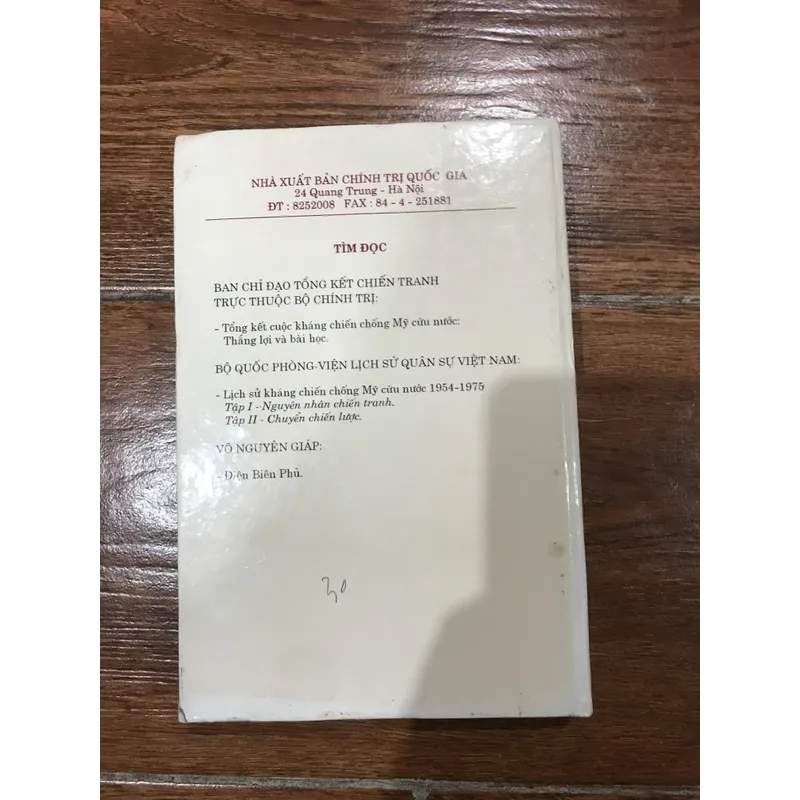 NHÀ XUẤT BẢN CHÍNH TRỊ QUỐC GIA
24 Quang Trung - Hà Nội
ĐT : 8252008 FAX : 84 - 4 - 251881
TÌM ĐỌC
BAN CHỈ ĐẠO TỔNG KẾT CHIẾN TRANH
TRỰC THUỘC BỘ CHÍNH TRỊ:
- Tổng kết cuộc kháng chiến chống Mỹ cứu nước:
Thắng lợi và bài học.
BỘ QUỐC PHÒNG-VIỆN LỊCH SỬ QUÂN SỰ VIỆT NAM:
- Lịch sử kháng chiến chống Mỹ cứu nước 1954-1975
Tập I - Nguyên nhân chiến tranh.
Tập II - Chuyển chiến lược.
VÕ NGUYÊN GIÁP:
- Điện Biên Phủ.